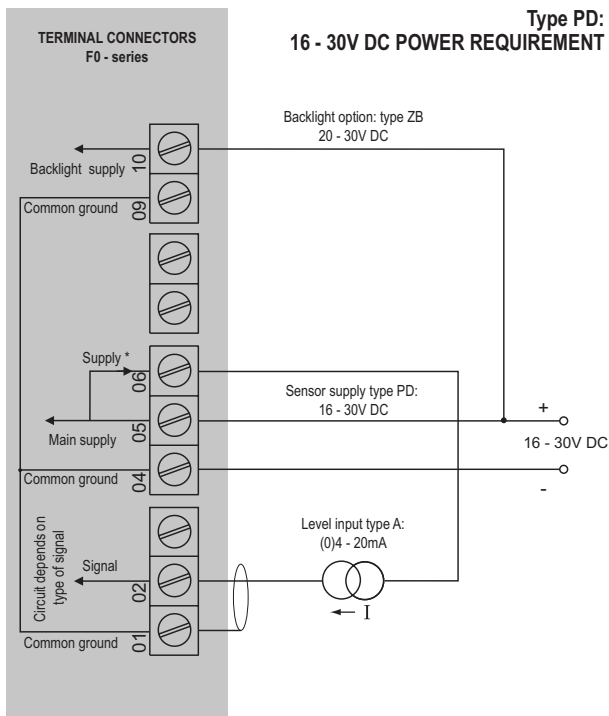 Type PD:
16 - 30V DC POWER REQUIREMENT
TERMINAL CONNECTORS
F0 - series
Backlight option: type ZB
20 - 30V DC
10
Backlight supply
09
Common ground
Supply *
06
Sensor supply type PD:
16 - 30V DC
05
Main supply
+
16 - 30V DC
-
04
Common ground
Circuit depends on
type of signal
Level input type A:
(0)4 - 20mA
Signal
02
I
01
Common ground